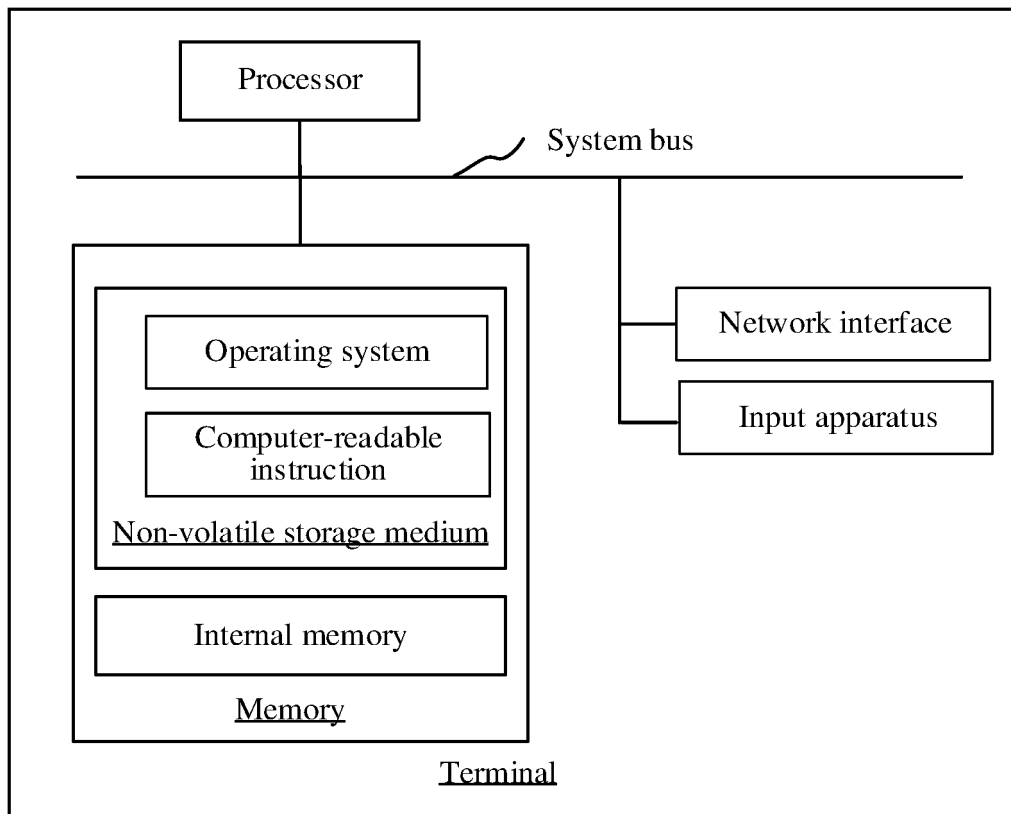 Processor
System bus
Operating system
Computer-readable
instruction
Non-volatile storage medium
Internal memory
Memory
Network interface
Input apparatus
Terminal